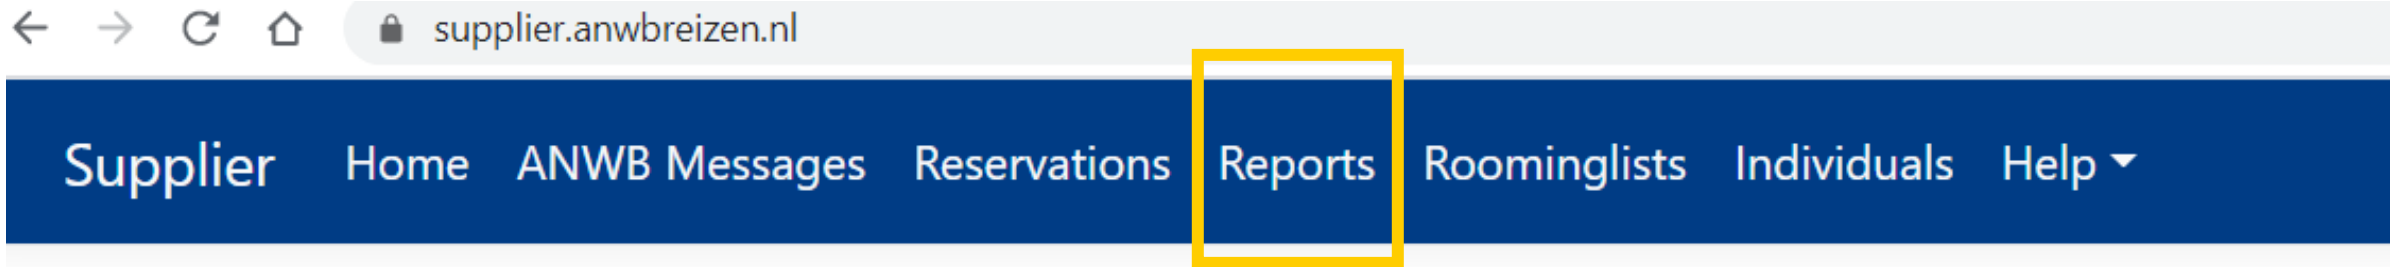 supplier.anwbreizen.nl
Supplier Home ANWB Messages Reservations Reports Roominglists Individuals Help